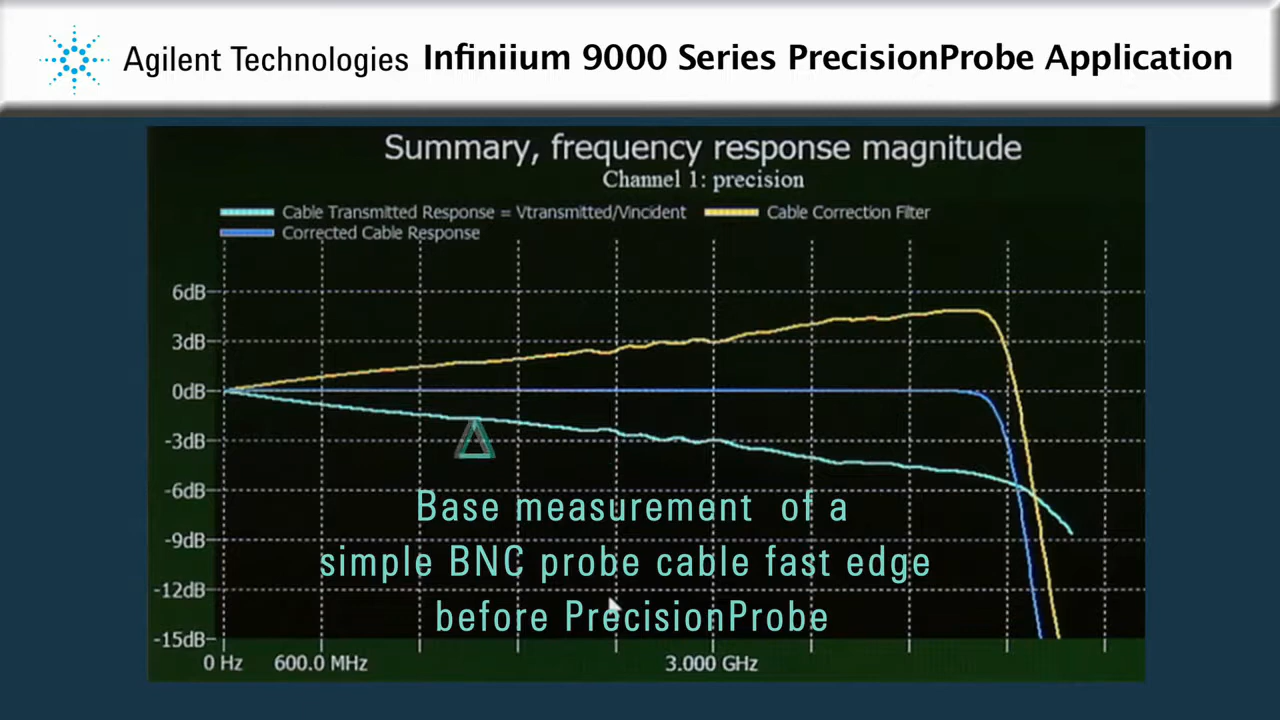 Agilent Technologies Infiniium 9000 Series PrecisionProbe Application
Summary, frequency response magnitude
Channel 1: precision
Cable Transmitted Response = Vtransmitted/Vincident
Cable Correction Filter
Corrected Cable Response
6dB
3dB
0dB
-3dB
-6dB
-9dB
-12dB
-15dB
0 Hz 600.0 MHz 3.000 GHz
Base measurement of a
simple BNC probe cable fast edge
before PrecisionProbe